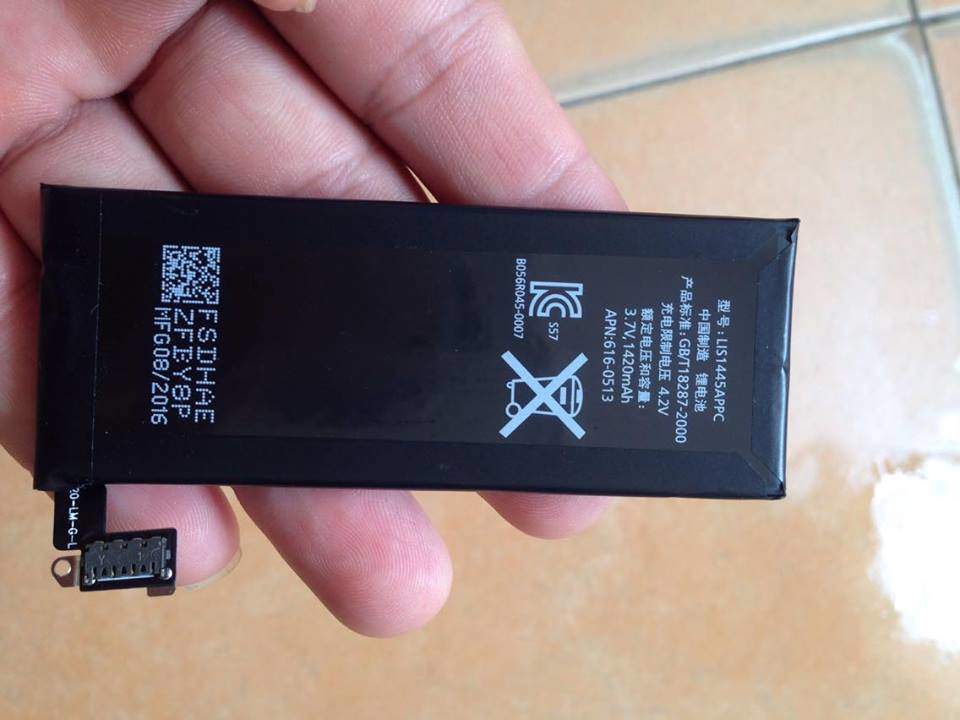 型号: LIS1445APPC
中国制造 锂电池
产品标准: GB/T18287-2000
充电限制电压 4.2V
额定电压和容量:
3.7V,1420mAh
APN:616-0513
S57
B056R045-0007
FSDHAE
ZFEY8P
MFG08/2016
20-LM-G-L